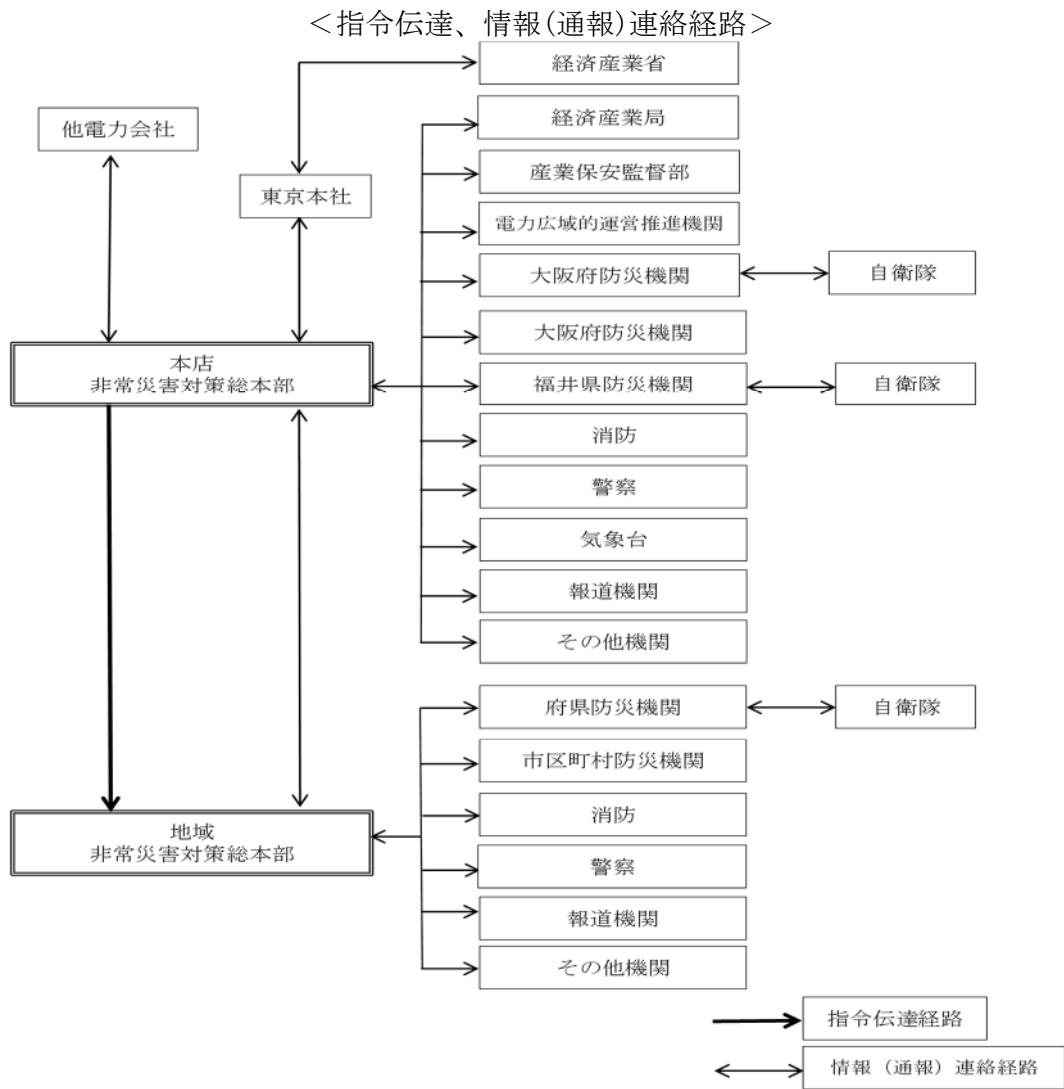 ＜指令伝達、情報(通報)連絡経路＞
経済産業省
他電力会社
経済産業局
産業保安監督部
東京本社
電力広域的運営推進機関
大阪府防災機関
自衛隊
大阪府防災機関
本店
非常災害対策総本部
福井県防災機関
自衛隊
消防
警察
気象台
報道機関
その他機関
府県防災機関
自衛隊
市区町村防災機関
消防
地域
非常災害対策総本部
警察
報道機関
その他機関
指令伝達経路
情報（通報）連絡経路